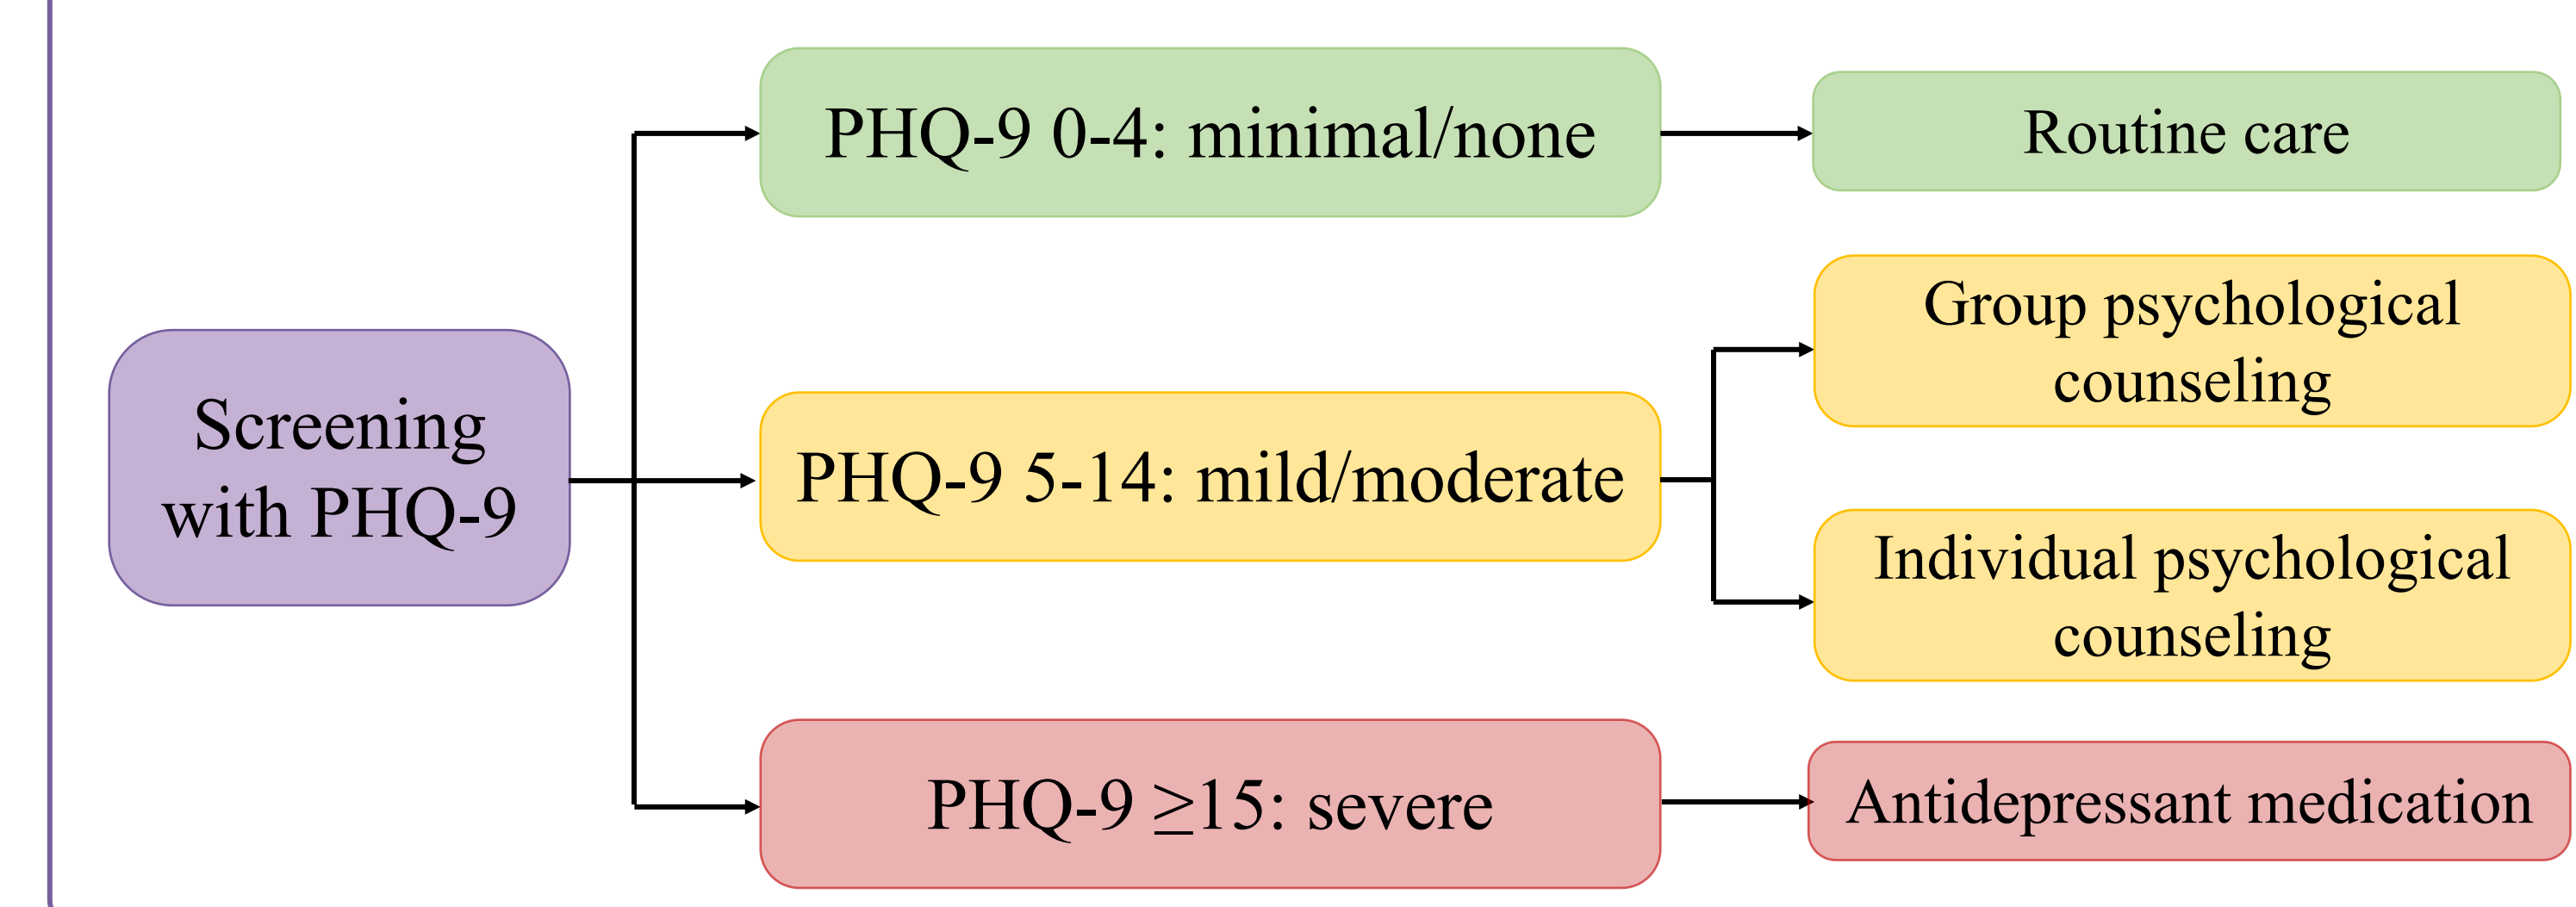 PHQ-9 0-4: minimal/none
Routine care
Group psychological
counseling
Screening
with PHQ-9
PHQ-9 5-14: mild/moderate
Individual psychological
counseling
PHQ-9 ≥15: severe
Antidepressant medication